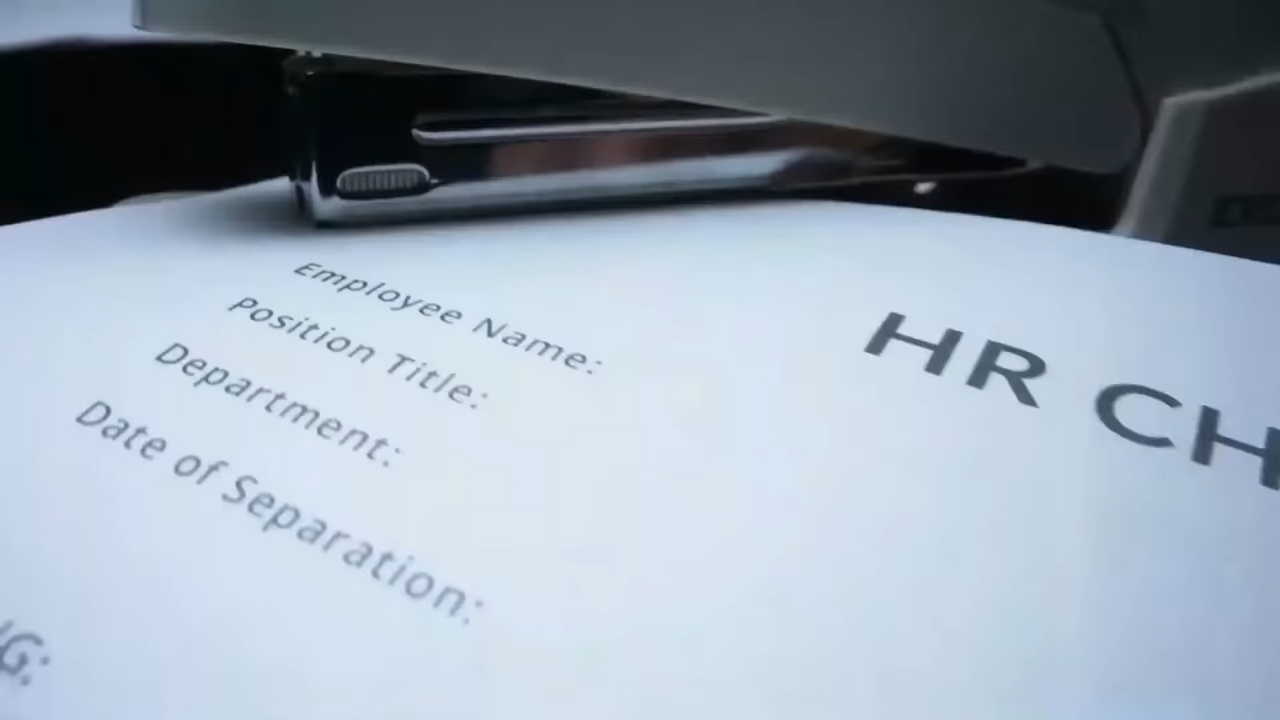 HR CH
Employee Name:
Position Title:
Department:
Date of Separation:
G: